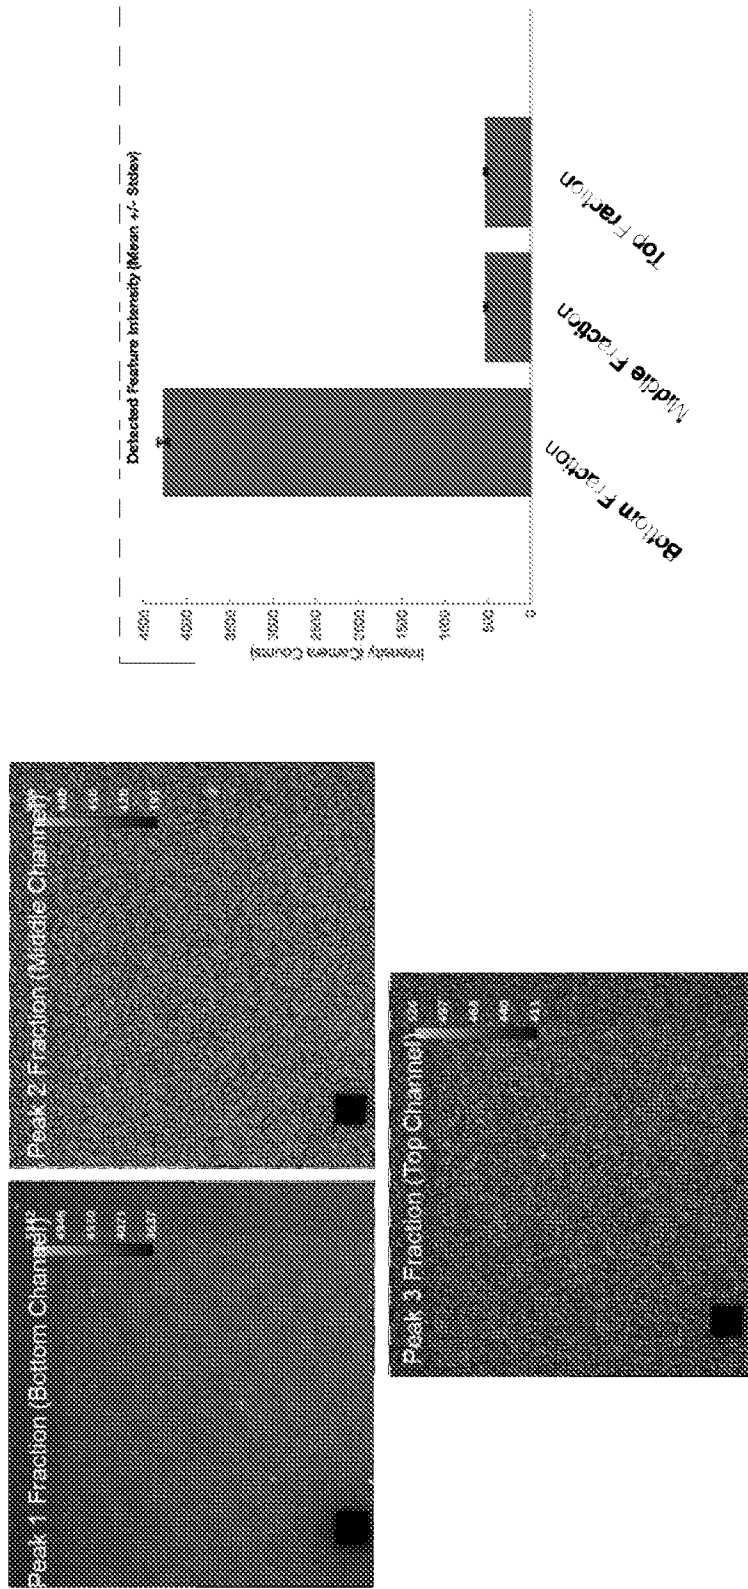 Peak 1 Fraction (Bottom Channel)
Peak 2 Fraction (Middle Channel)
Peak 3 Fraction (Top Channel)
Detected Feature Intensity (Mean +/- Stdev)
Intensity (Camera Counts)
4500
4000
3500
3000
2500
2000
1500
1000
500
0
Bottom Fraction
Middle Fraction
Top Fraction